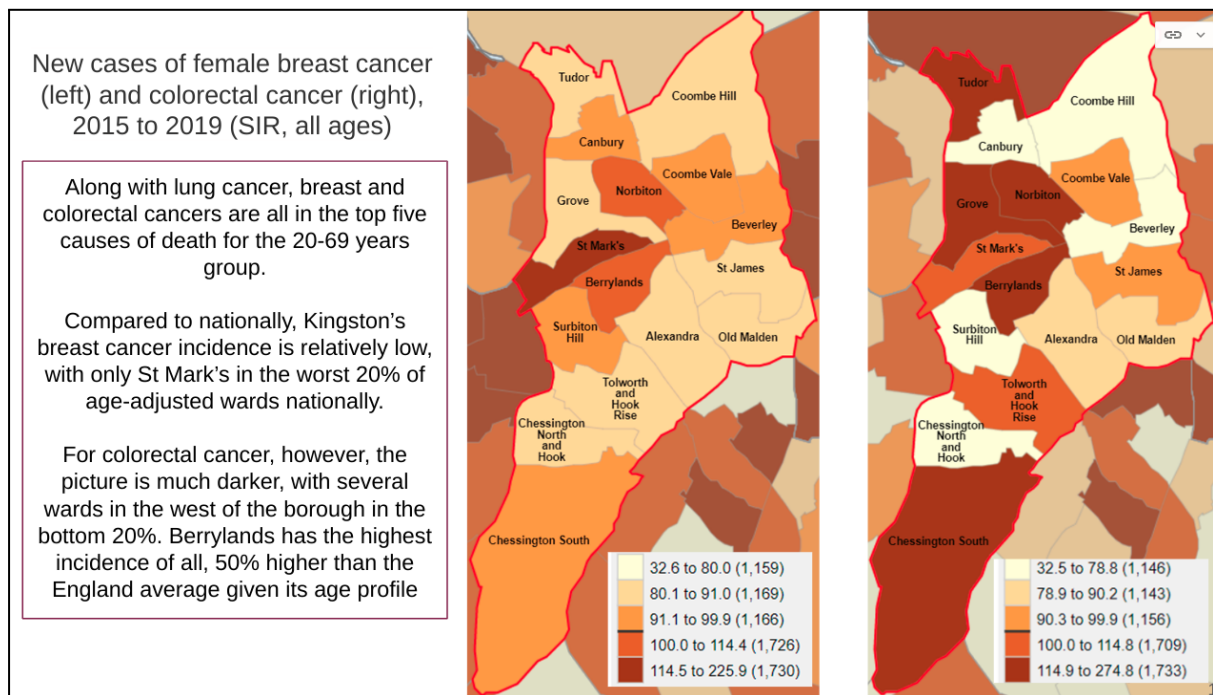 New cases of female breast cancer
(left) and colorectal cancer (right),
2015 to 2019 (SIR, all ages)
Along with lung cancer, breast and
colorectal cancers are all in the top five
causes of death for the 20-69 years
group.
Compared to nationally, Kingston's
breast cancer incidence is relatively low,
with only St Mark's in the worst 20% of
age-adjusted wards nationally.
For colorectal cancer, however, the
picture is much darker, with several
wards in the west of the borough in the
bottom 20%. Berrylands has the highest
incidence of all, 50% higher than the
England average given its age profile
Tudor
Coombe Hill
Canbury
Coombe Vale
Norbiton
Grove
Beverley
St Mark's
St James
Berrylands
Surbiton
Hill
Alexandra
Old Malden
Tolworth
and
Hook
Rise
Chessington
North
and
Hook
Chessington South
32.6 to 80.0 (1,159)
80.1 to 91.0 (1,169)
91.1 to 99.9 (1,166)
100.0 to 114.4 (1,726)
114.5 to 225.9 (1,730)
Tudor
Coombe Hill
Canbury
Coombe Vale
Norbiton
Grove
Beverley
St Mark's
St James
Berrylands
Surbiton
Hill
Alexandra
Old Malden
Tolworth
and
Hook
Rise
Chessington
North
and
Hook
Chessington South
32.5 to 78.8 (1,146)
78.9 to 90.2 (1,143)
90.3 to 99.9 (1,156)
100.0 to 114.8 (1,709)
114.9 to 274.8 (1,733)